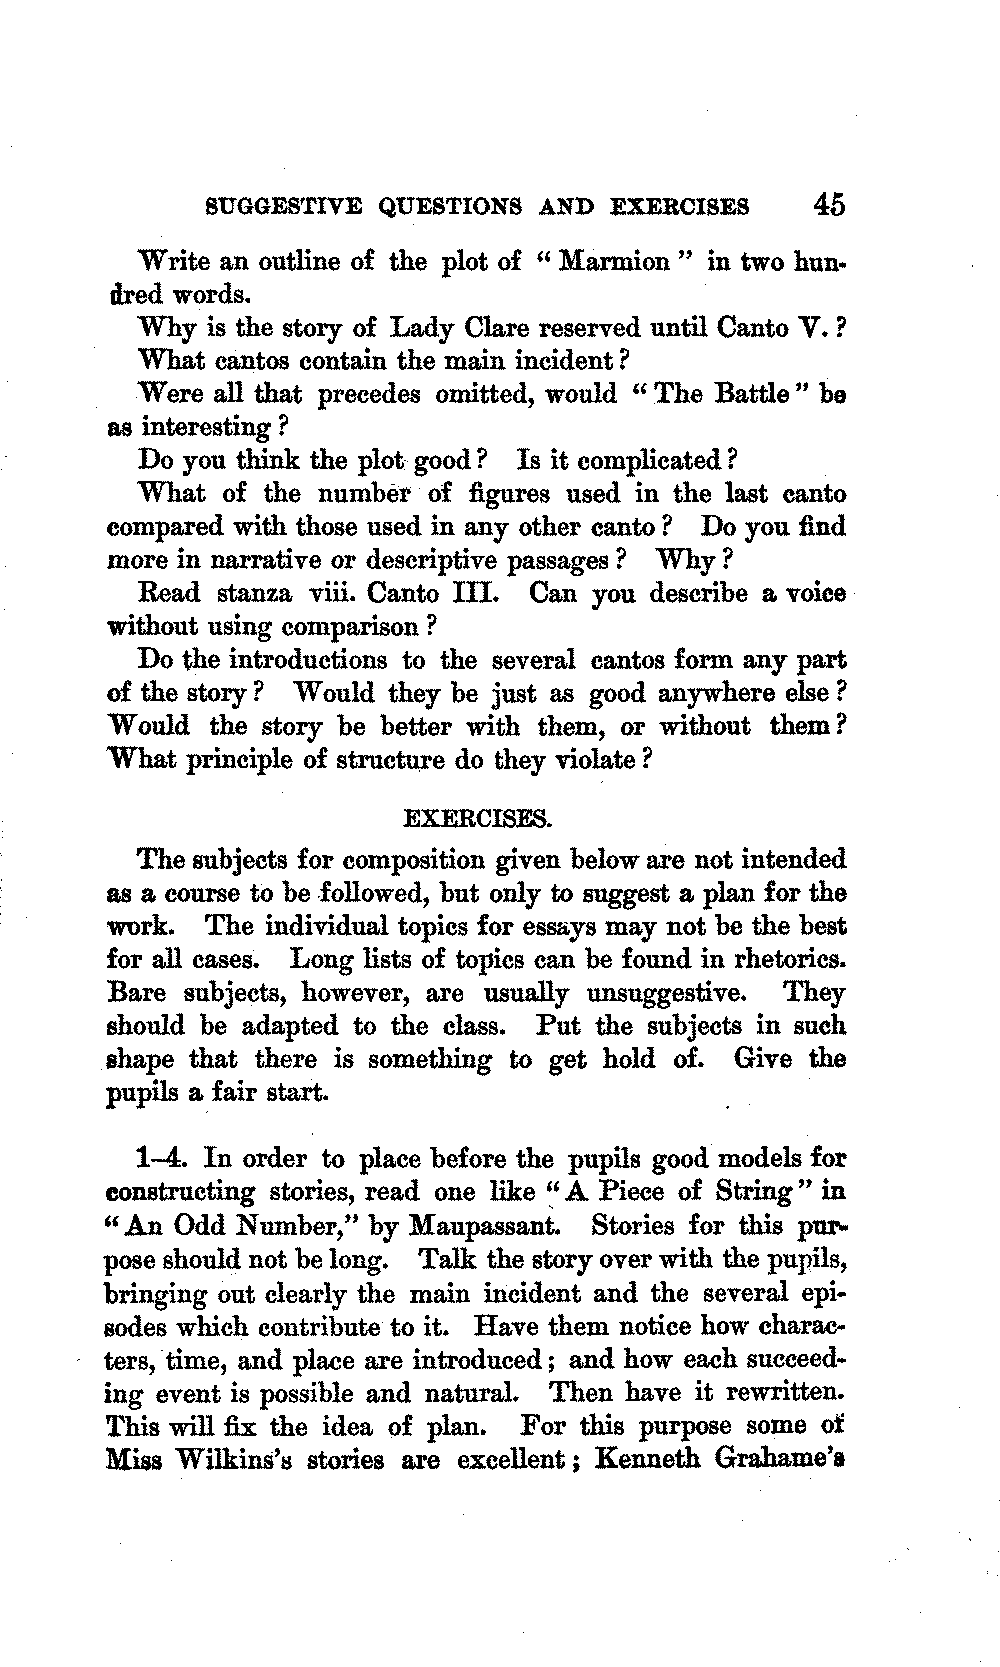 SUGGESTIVE QUESTIONS AND EXERCISES 45
Write an outline of the plot of “ Marmion ” in two hun-
dred words.
Why is the story of Lady Clare reserved until Canto V. ?
What cantos contain the main incident ?
Were all that precedes omitted, would “ The Battle ” be
as interesting ?
Do you think the plot good ? Is it complicated ?
What of the number of figures used in the last canto
compared with those used in any other canto ? Do you find
more in narrative or descriptive passages ? Why ?
Read stanza viii. Canto III. Can you describe a voice
without using comparison ?
Do the introductions to the several cantos form any part
of the story ? Would they be just as good anywhere else ?
Would the story be better with them, or without them ?
What principle of structure do they violate ?
EXERCISES.
The subjects for composition given below are not intended
as a course to be followed, but only to suggest a plan for the
work. The individual topics for essays may not be the best
for all cases. Long lists of topics can be found in rhetorics.
Bare subjects, however, are usually unsuggestive. They
should be adapted to the class. Put the subjects in such
shape that there is something to get hold of. Give the
pupils a fair start.
1–4. In order to place before the pupils good models for
constructing stories, read one like “ A Piece of String ” in
“ An Odd Number,” by Maupassant. Stories for this pur-
pose should not be long. Talk the story over with the pupils,
bringing out clearly the main incident and the several epi-
sodes which contribute to it. Have them notice how charac-
ters, time, and place are introduced ; and how each succeed-
ing event is possible and natural. Then have it rewritten.
This will fix the idea of plan. For this purpose some of
Miss Wilkins’s stories are excellent ; Kenneth Grahame’s